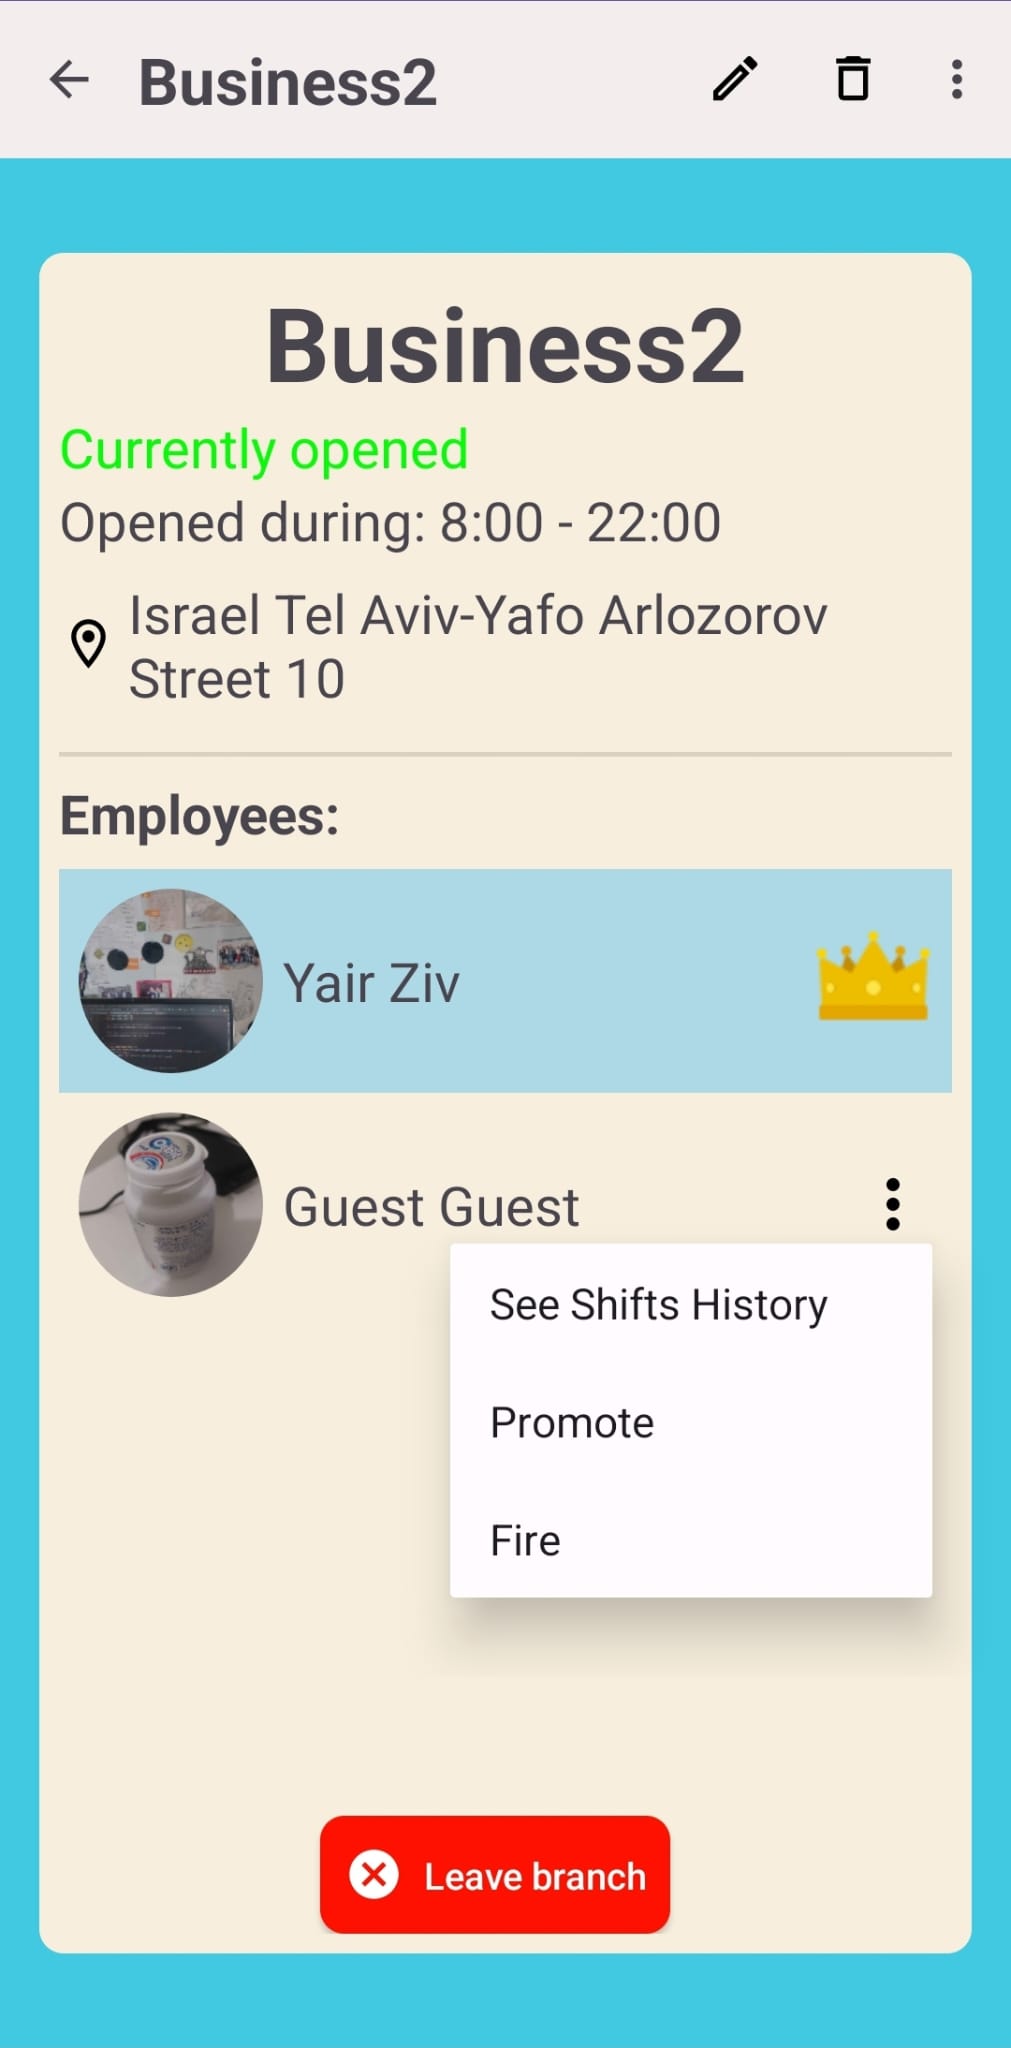 Business2
Business2
Currently opened
Opened during: 8:00 - 22:00
Israel Tel Aviv-Yafo Arlozorov
Street 10
Employees:
Yair Ziv
Guest Guest
See Shifts History
Promote
Fire
Leave branch